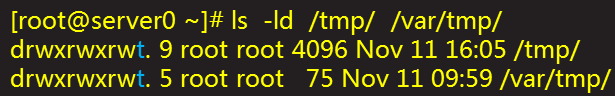 [root@server0 ~]# ls -ld /tmp/ /var/tmp/
drwxrwxrwt. 9 root root 4096 Nov 11 16:05 /tmp/
drwxrwxrwt. 5 root root 75 Nov 11 09:59 /var/tmp/